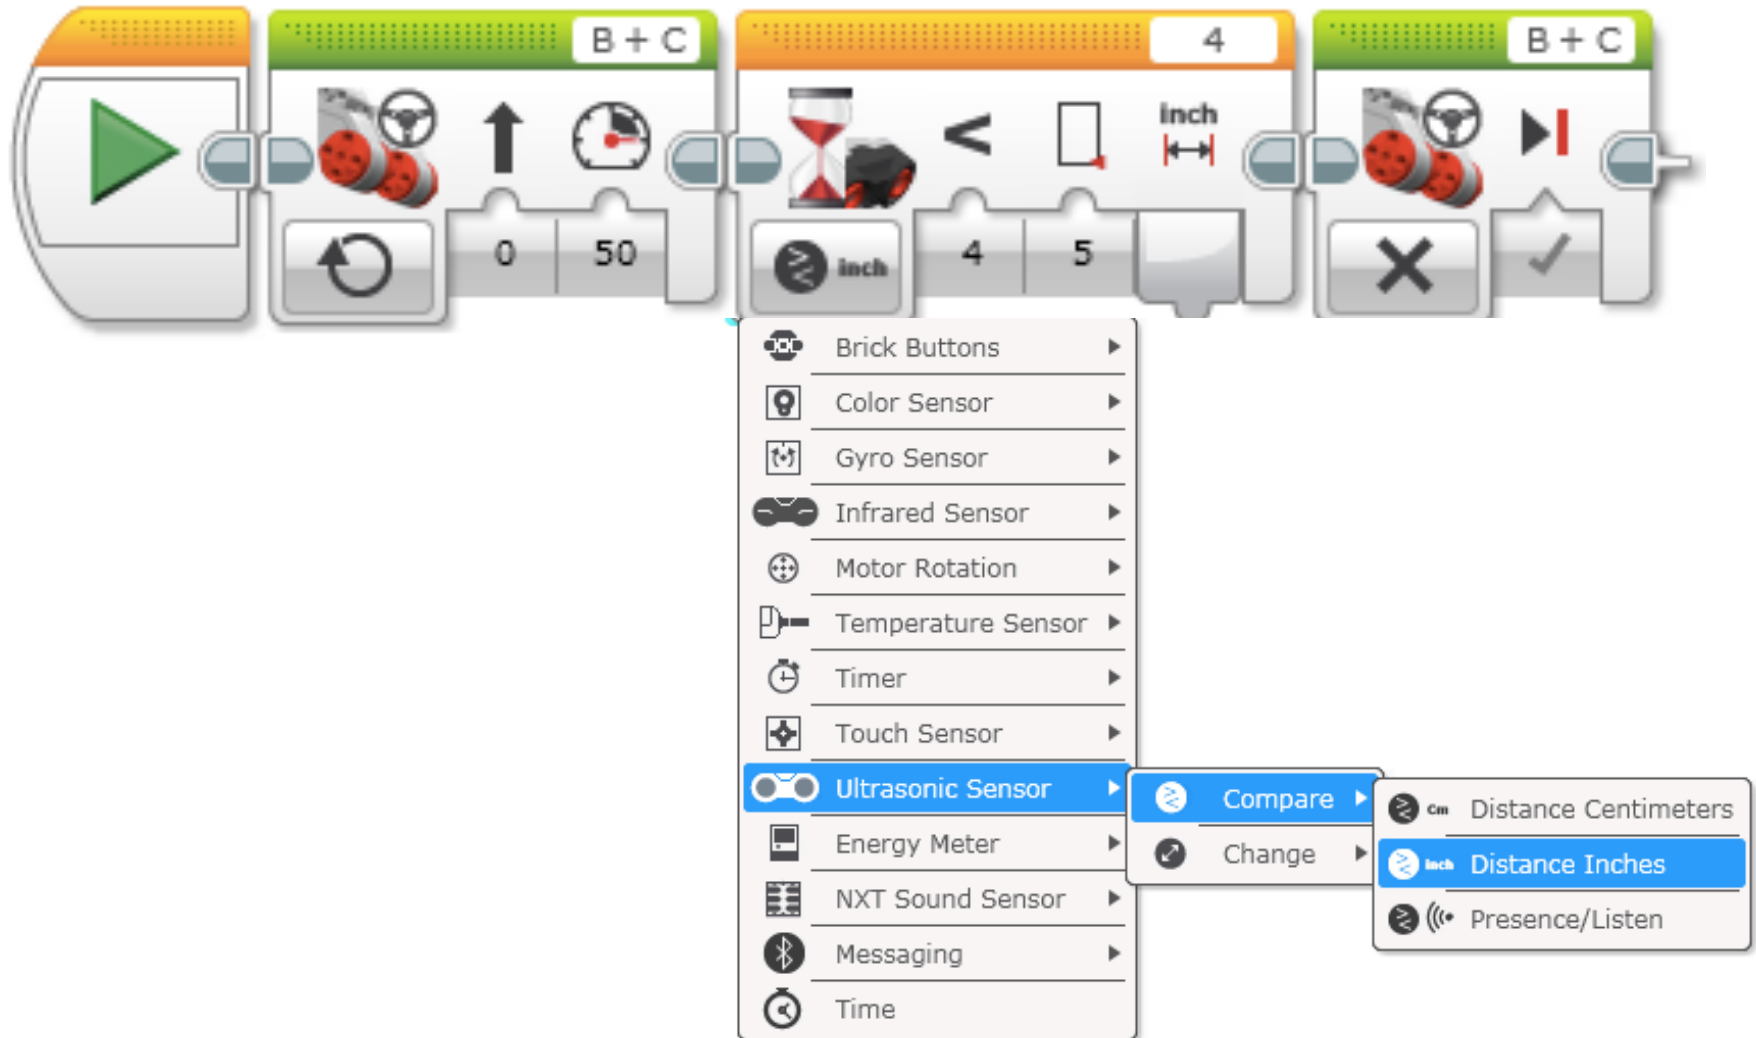 B + C
4
B + C
inch
<
0
50
inch
4
5
Brick Buttons
Color Sensor
Gyro Sensor
Infrared Sensor
Motor Rotation
Temperature Sensor
Timer
Touch Sensor
Ultrasonic Sensor
Compare
Cm Distance Centimeters
Energy Meter
Change
Inch Distance Inches
NXT Sound Sensor
Presence/Listen
Messaging
Time